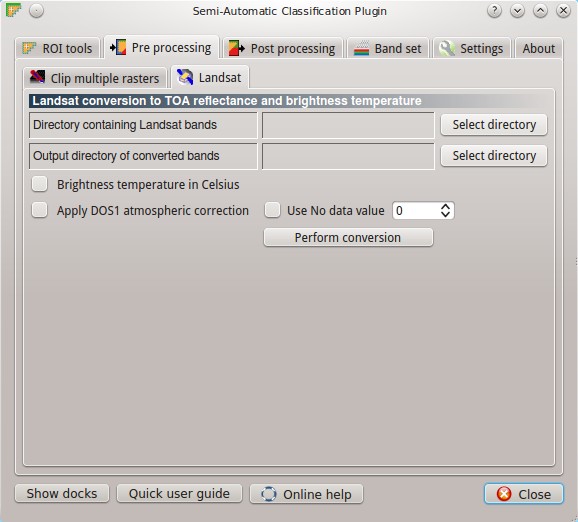 Semi-Automatic Classification Plugin
?
ROI tools Pre processing Post processing Band set Settings About
Clip multiple rasters Landsat
Landsat conversion to TOA reflectance and brightness temperature
Directory containing Landsat bands Select directory
Output directory of converted bands Select directory
Brightness temperature in Celsius
Apply DOS1 atmospheric correction Use No data value 0
Perform conversion
Show docks Quick user guide Online help Close